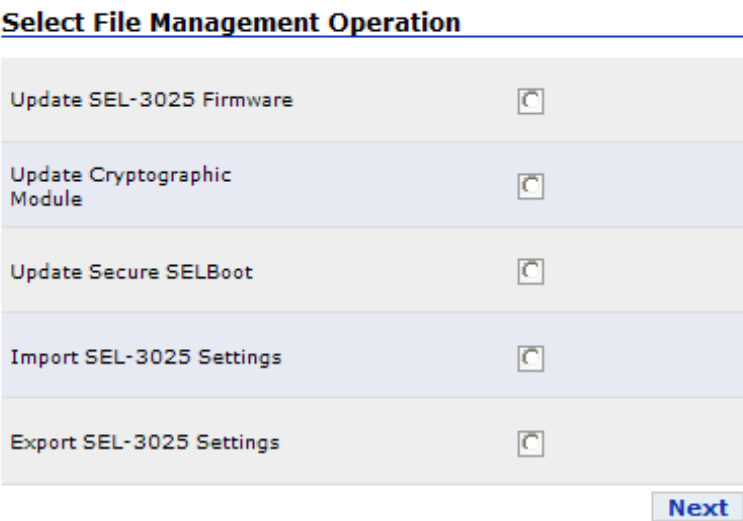 Select File Management Operation
Update SEL-3025 Firmware
Update Cryptographic
Module
Update Secure SELBoot
Import SEL-3025 Settings
Export SEL-3025 Settings
Next